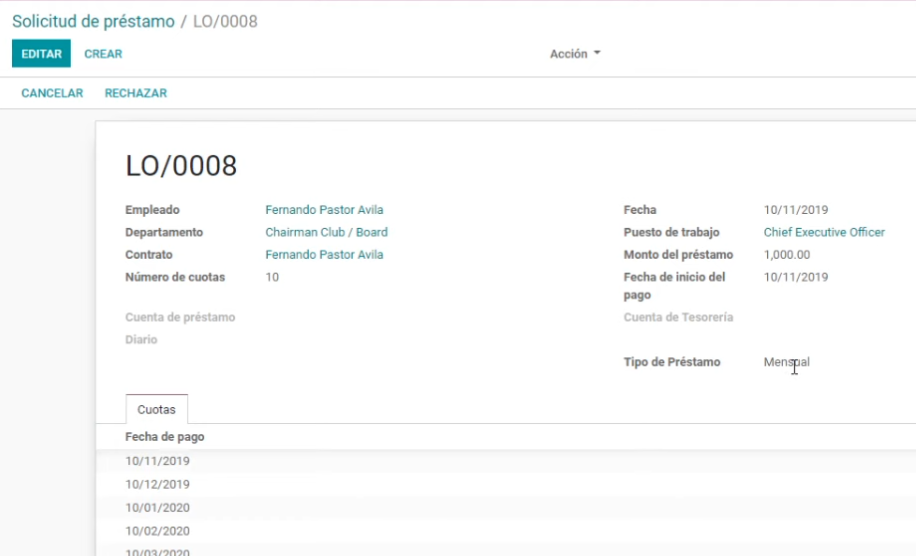 Solicitud de préstamo / LO/0008
EDITAR CREAR Acción
CANCELAR RECHAZAR
LO/0008
Empleado Fernando Pastor Avila Fecha 10/11/2019
Departamento Chairman Club / Board Puesto de trabajo Chief Executive Officer
Contrato Fernando Pastor Avila Monto del préstamo 1,000.00
Número de cuotas 10 Fecha de inicio del pago 10/11/2019
Cuenta de préstamo Cuenta de Tesorería
Diario
Tipo de Préstamo Mensual
Cuotas
Fecha de pago
10/11/2019
10/12/2019
10/01/2020
10/02/2020
10/03/2020